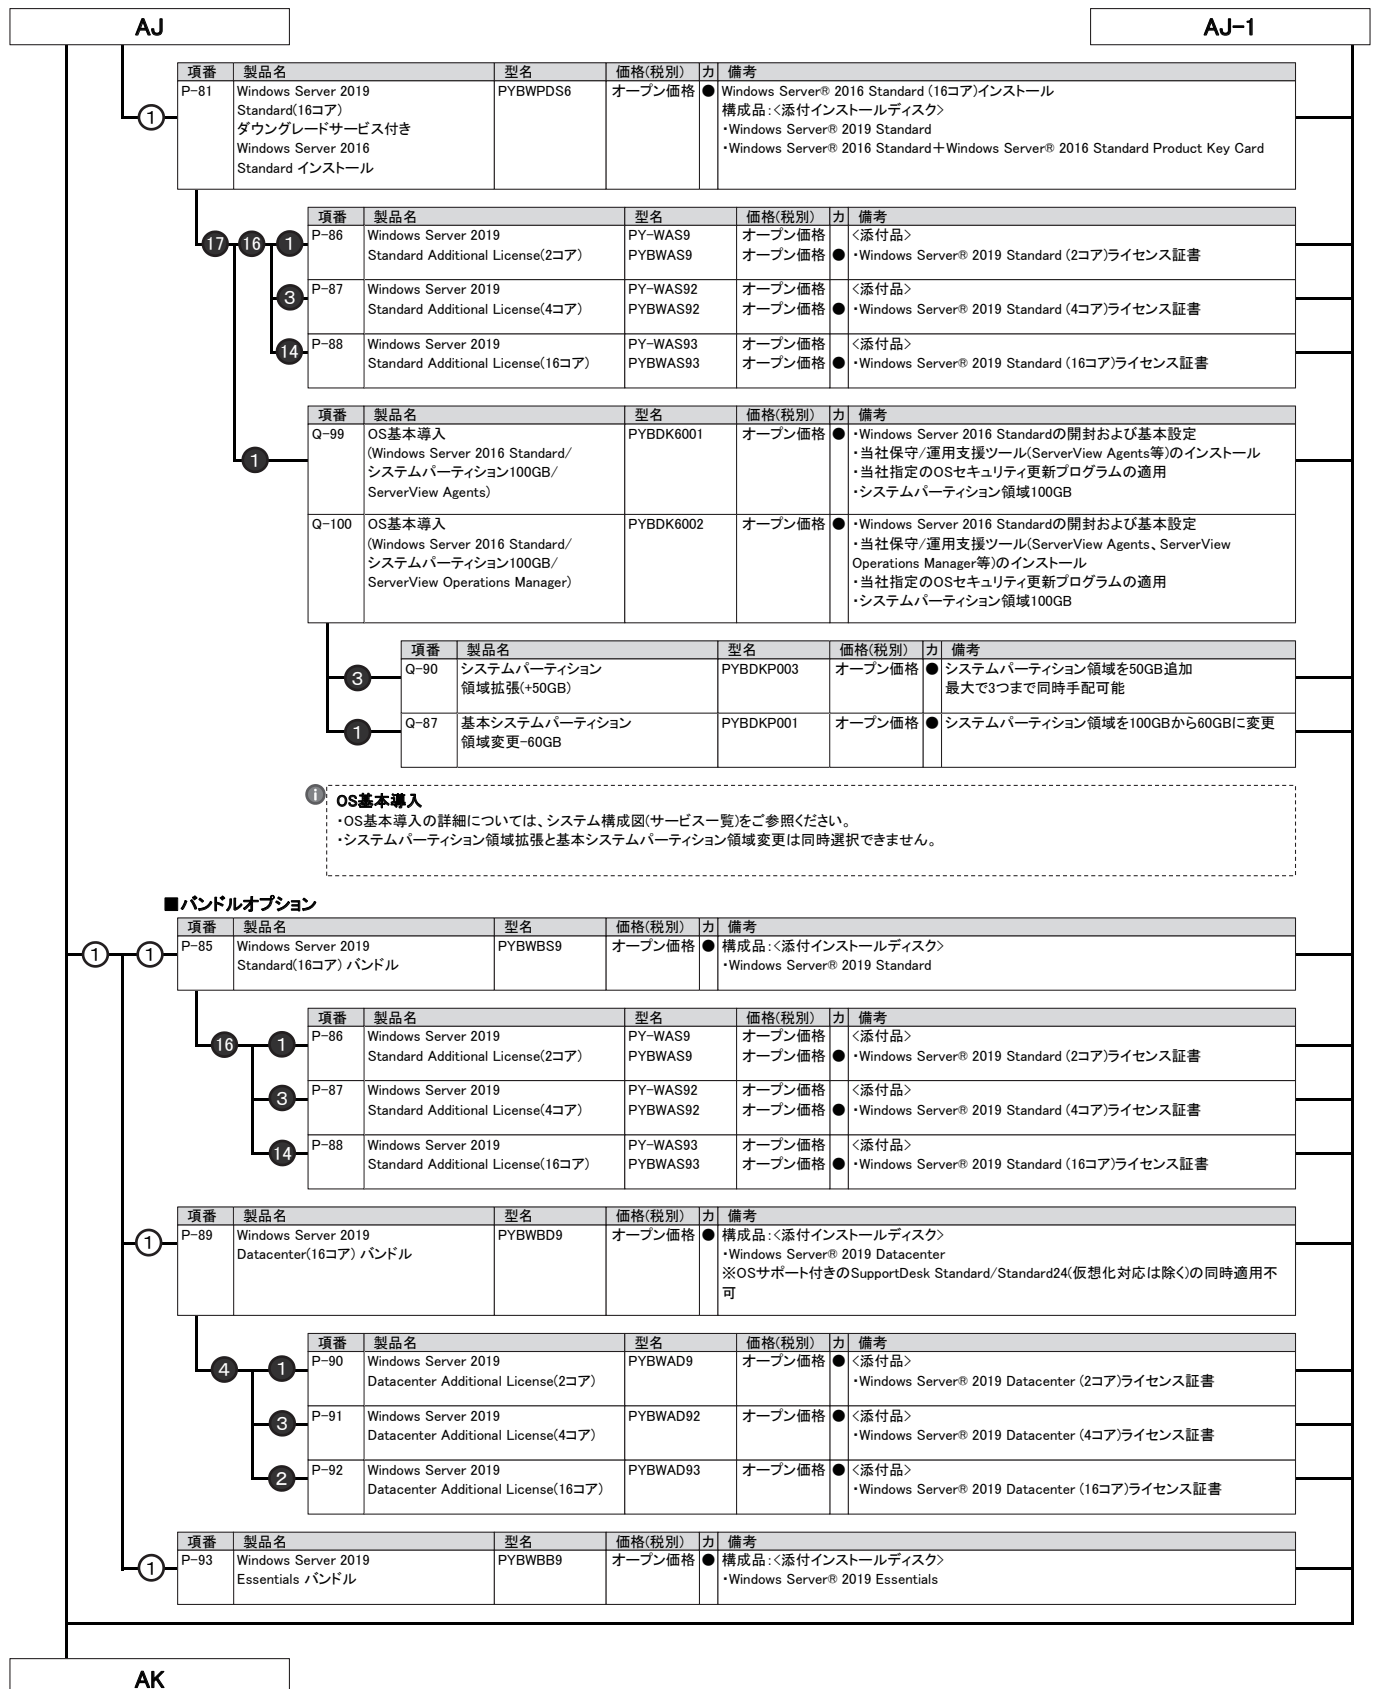 AJ
AJ-1
項番 製品名 型名 価格(税別) カ 備考
① P-81 Windows Server 2019 PYBWPDS6 オープン価格 ● Windows Server® 2016 Standard (16コア)インストール
Standard(16コア) 構成品:<添付インストールディスク>
ダウングレードサービス付き ・Windows Server® 2019 Standard
Windows Server 2016 ・Windows Server® 2016 Standard+Windows Server® 2016 Standard Product Key Card
Standard インストール
項番 製品名 型名 価格(税別) カ 備考
17 16 1 P-86 Windows Server 2019 PY-WAS9 オープン価格 <添付品>
Standard Additional License(2コア) PYBWAS9 オープン価格 ● ・Windows Server® 2019 Standard (2コア)ライセンス証書
3 P-87 Windows Server 2019 PY-WAS92 オープン価格 <添付品>
Standard Additional License(4コア) PYBWAS92 オープン価格 ● ・Windows Server® 2019 Standard (4コア)ライセンス証書
14 P-88 Windows Server 2019 PY-WAS93 オープン価格 <添付品>
Standard Additional License(16コア) PYBWAS93 オープン価格 ● ・Windows Server® 2019 Standard (16コア)ライセンス証書
項番 製品名 型名 価格(税別) カ 備考
1 Q-99 OS基本導入 PYBDK6001 オープン価格 ● ・Windows Server 2016 Standardの開封および基本設定
(Windows Server 2016 Standard/ ・当社保守/運用支援ツール(ServerView Agents等)のインストール
システムパーティション100GB/ ・当社指定のOSセキュリティ更新プログラムの適用
ServerView Agents) ・システムパーティション領域100GB
Q-100 OS基本導入 PYBDK6002 オープン価格 ● ・Windows Server 2016 Standardの開封および基本設定
(Windows Server 2016 Standard/ ・当社保守/運用支援ツール(ServerView Agents、ServerView
システムパーティション100GB/ Operations Manager等)のインストール
ServerView Operations Manager) ・当社指定のOSセキュリティ更新プログラムの適用
・システムパーティション領域100GB
項番 製品名 型名 価格(税別) カ 備考
3 Q-90 システムパーティション PYBDKP003 オープン価格 ● システムパーティション領域を50GB追加
領域拡張(+50GB) 最大で3つまで同時手配可能
1 Q-87 基本システムパーティション PYBDKP001 オープン価格 ● システムパーティション領域を100GBから60GBに変更
領域変更-60GB
i OS基本導入
・OS基本導入の詳細については、システム構成図(サービス一覧)をご参照ください。
・システムパーティション領域拡張と基本システムパーティション領域変更は同時選択できません。
■バンドルオプション
項番 製品名 型名 価格(税別) カ 備考
① ① P-85 Windows Server 2019 PYBWBS9 オープン価格 ● 構成品:<添付インストールディスク>
Standard(16コア) バンドル ・Windows Server® 2019 Standard
項番 製品名 型名 価格(税別) カ 備考
16 1 P-86 Windows Server 2019 PY-WAS9 オープン価格 <添付品>
Standard Additional License(2コア) PYBWAS9 オープン価格 ● ・Windows Server® 2019 Standard (2コア)ライセンス証書
3 P-87 Windows Server 2019 PY-WAS92 オープン価格 <添付品>
Standard Additional License(4コア) PYBWAS92 オープン価格 ● ・Windows Server® 2019 Standard (4コア)ライセンス証書
14 P-88 Windows Server 2019 PY-WAS93 オープン価格 <添付品>
Standard Additional License(16コア) PYBWAS93 オープン価格 ● ・Windows Server® 2019 Standard (16コア)ライセンス証書
項番 製品名 型名 価格(税別) カ 備考
① P-89 Windows Server 2019 PYBWBD9 オープン価格 ● 構成品:<添付インストールディスク>
Datacenter(16コア) バンドル ・Windows Server® 2019 Datacenter
※OSサポート付きのSupportDesk Standard/Standard24(仮想化対応は除く)の同時適用不
可
項番 製品名 型名 価格(税別) カ 備考
4 1 P-90 Windows Server 2019 PYBWAD9 オープン価格 ● <添付品>
Datacenter Additional License(2コア) ・Windows Server® 2019 Datacenter (2コア)ライセンス証書
3 P-91 Windows Server 2019 PYBWAD92 オープン価格 ● <添付品>
Datacenter Additional License(4コア) ・Windows Server® 2019 Datacenter (4コア)ライセンス証書
2 P-92 Windows Server 2019 PYBWAD93 オープン価格 ● <添付品>
Datacenter Additional License(16コア) ・Windows Server® 2019 Datacenter (16コア)ライセンス証書
項番 製品名 型名 価格(税別) カ 備考
① P-93 Windows Server 2019 PYBWBB9 オープン価格 ● 構成品:<添付インストールディスク>
Essentials バンドル ・Windows Server® 2019 Essentials
AK